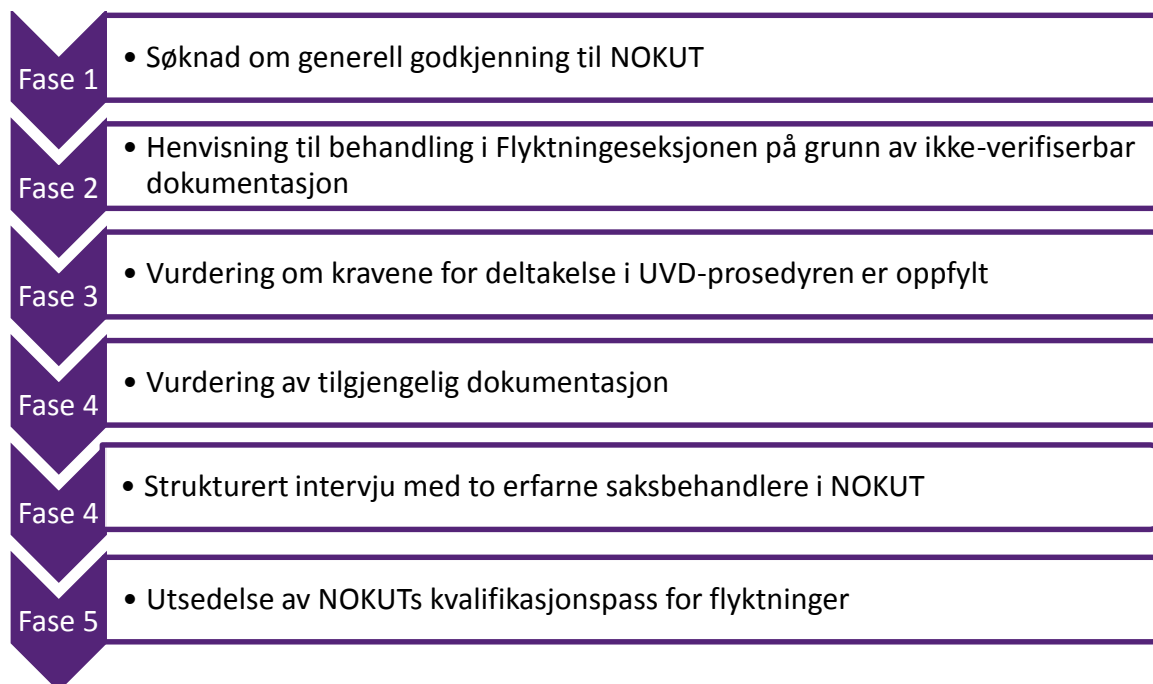 Fase 1
• Søknad om generell godkjenning til NOKUT
Fase 2
• Henvisning til behandling i Flyktningeseksjonen på grunn av ikke-verifiserbar
dokumentasjon
Fase 3
• Vurdering om kravene for deltakelse i UVD-prosedyren er oppfylt
Fase 4
• Vurdering av tilgjengelig dokumentasjon
Fase 4
• Strukturert intervju med to erfarne saksbehandlere i NOKUT
Fase 5
• Utsedelse av NOKUTs kvalifikasjonspass for flyktninger